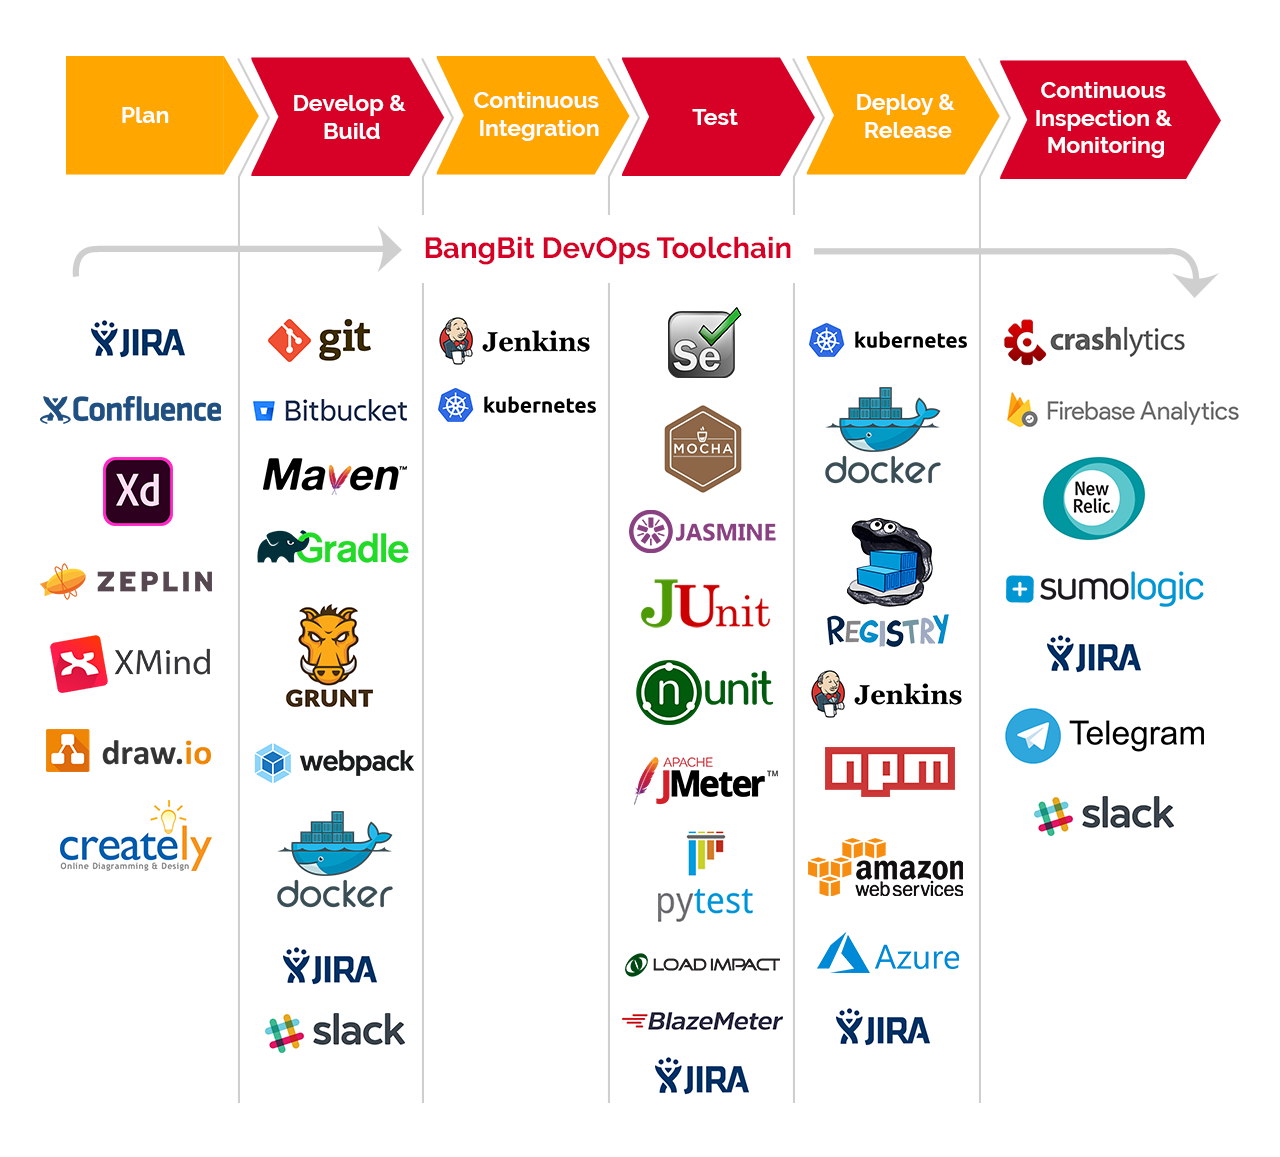 Plan
Develop &
Build
Continuous
Integration
Test
Deploy &
Release
Continuous
Inspection &
Monitoring
BangBit DevOps Toolchain
JIRA
Confluence
Xd
ZEPLIN
XMind
draw.io
creately
Online Diagramming & Design
git
Bitbucket
Maven™
Gradle
GRUNT
webpack
docker
JIRA
slack
Jenkins
kubernetes
Se
MOCHA
JASMINE
JUnit
nunit
APACHE
JMeter™
pytest
LOAD IMPACT
BlazeMeter
JIRA
kubernetes
docker
REGISTRY
Jenkins
npm
amazon
web services
Azure
JIRA
crashlytics
Firebase Analytics
New
Relic.
sumologic
JIRA
Telegram
slack